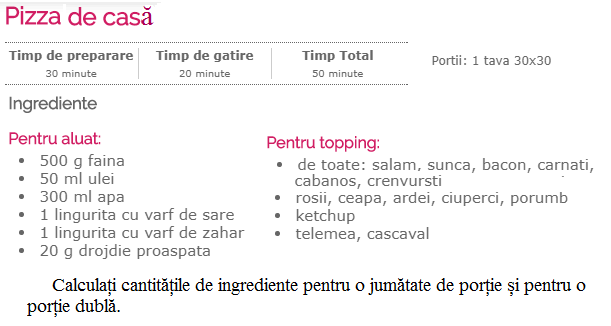 Pizza de casă
Timp de preparare Timp de gatire Timp Total
30 minute 20 minute 50 minute
Portii: 1 tava 30x30
Ingrediente
Pentru aluat:
• 500 g faina
• 50 ml ulei
• 300 ml apa
• 1 lingurita cu varf de sare
• 1 lingurita cu varf de zahar
• 20 g drojdie proaspata
Pentru topping:
• de toate: salam, sunca, bacon, carnati,
cabanos, crenvursti
• rosii, ceapa, ardei, ciuperci, porumb
• ketchup
• telemea, cascaval
Calculați cantitățile de ingrediente pentru o jumătate de porție și pentru o
porție dublă.